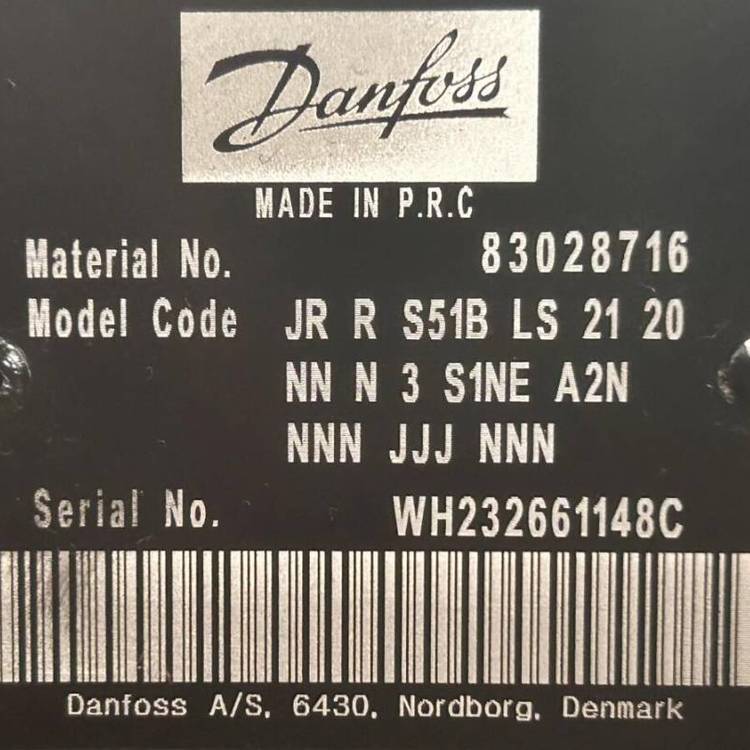 Danfoss
MADE IN P.R.C
Material No. 83028716
Model Code JR R S51B LS 21 20
NN N 3 S1NE A2N
NNN JJJ NNN
Serial No. WH232661148C
Danfoss A/S, 6430, Nordborg, Denmark